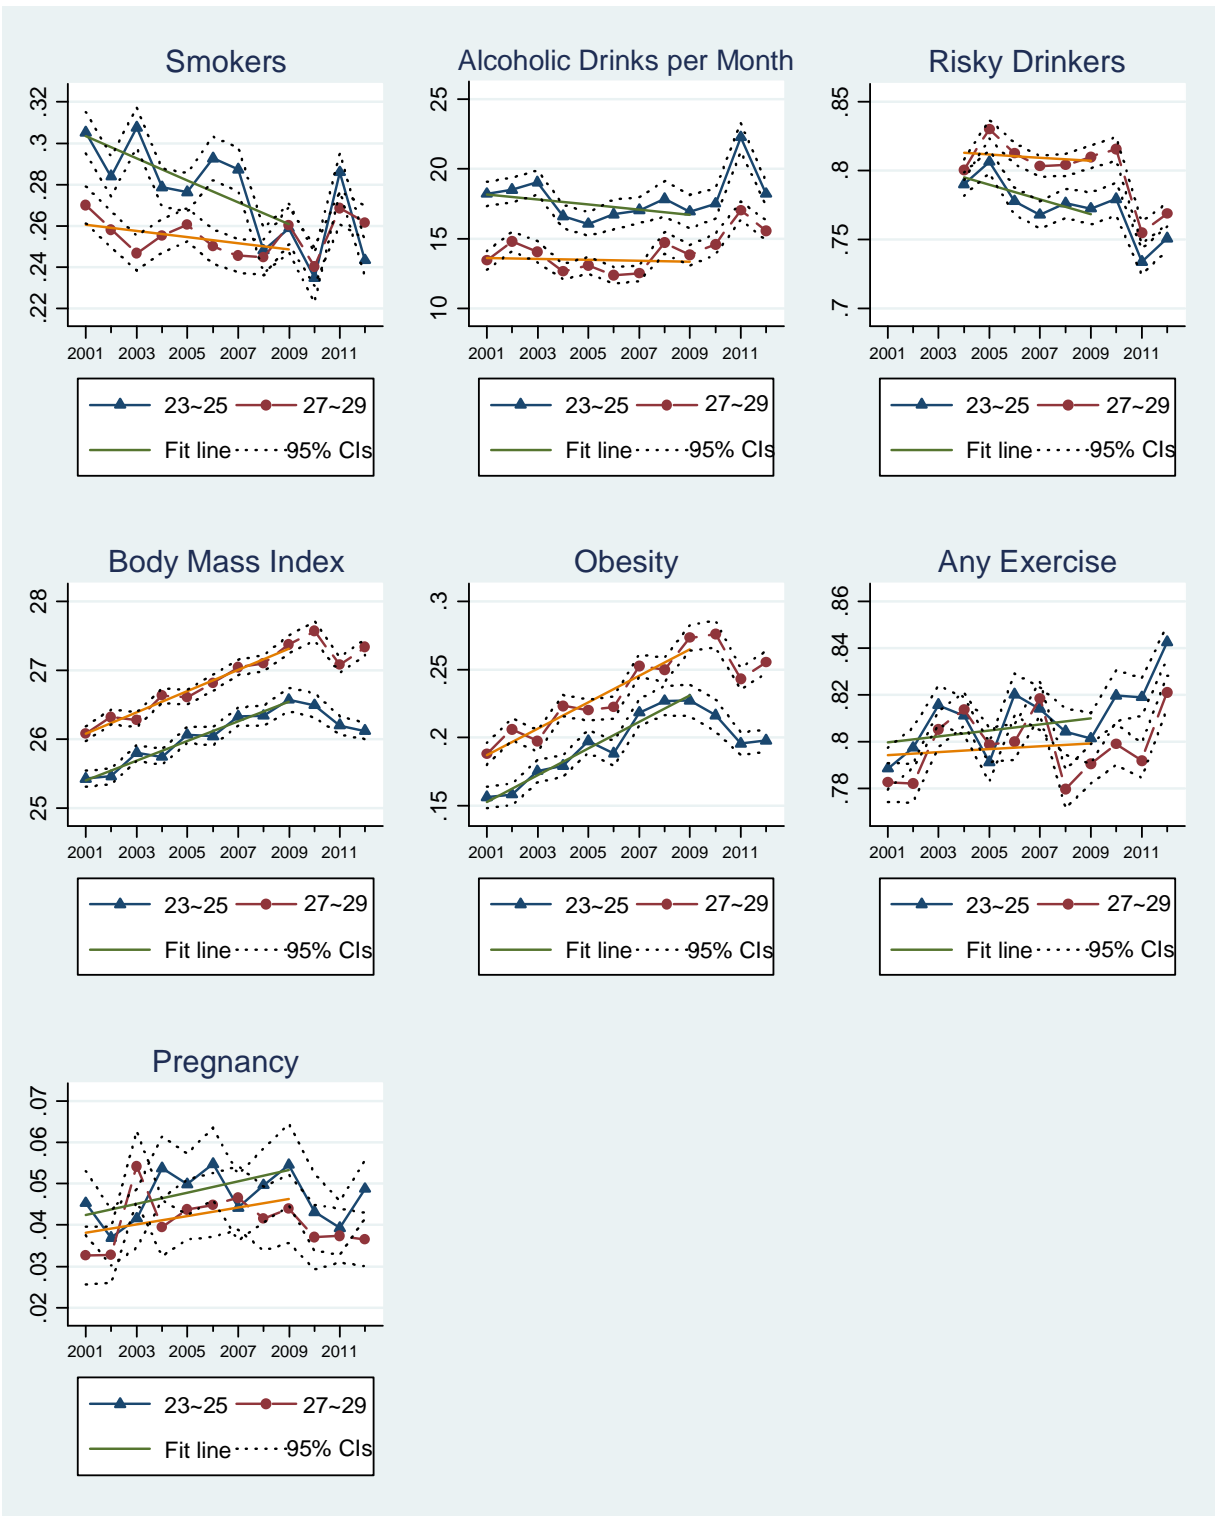 Smokers
.32
.3
.28
.26
.24
.22
2001 2003 2005 2007 2009 2011
23~25 27~29
Fit line 95% CIs
Alcoholic Drinks per Month
25
20
15
10
2001 2003 2005 2007 2009 2011
23~25 27~29
Fit line 95% CIs
Risky Drinkers
.85
.8
.75
.7
2001 2003 2005 2007 2009 2011
23~25 27~29
Fit line 95% CIs
Body Mass Index
28
27
26
25
2001 2003 2005 2007 2009 2011
23~25 27~29
Fit line 95% CIs
Obesity
.3
.25
.2
.15
2001 2003 2005 2007 2009 2011
23~25 27~29
Fit line 95% CIs
Any Exercise
.86
.84
.82
.8
.78
2001 2003 2005 2007 2009 2011
23~25 27~29
Fit line 95% CIs
Pregnancy
.07
.06
.05
.04
.03
.02
2001 2003 2005 2007 2009 2011
23~25 27~29
Fit line 95% CIs